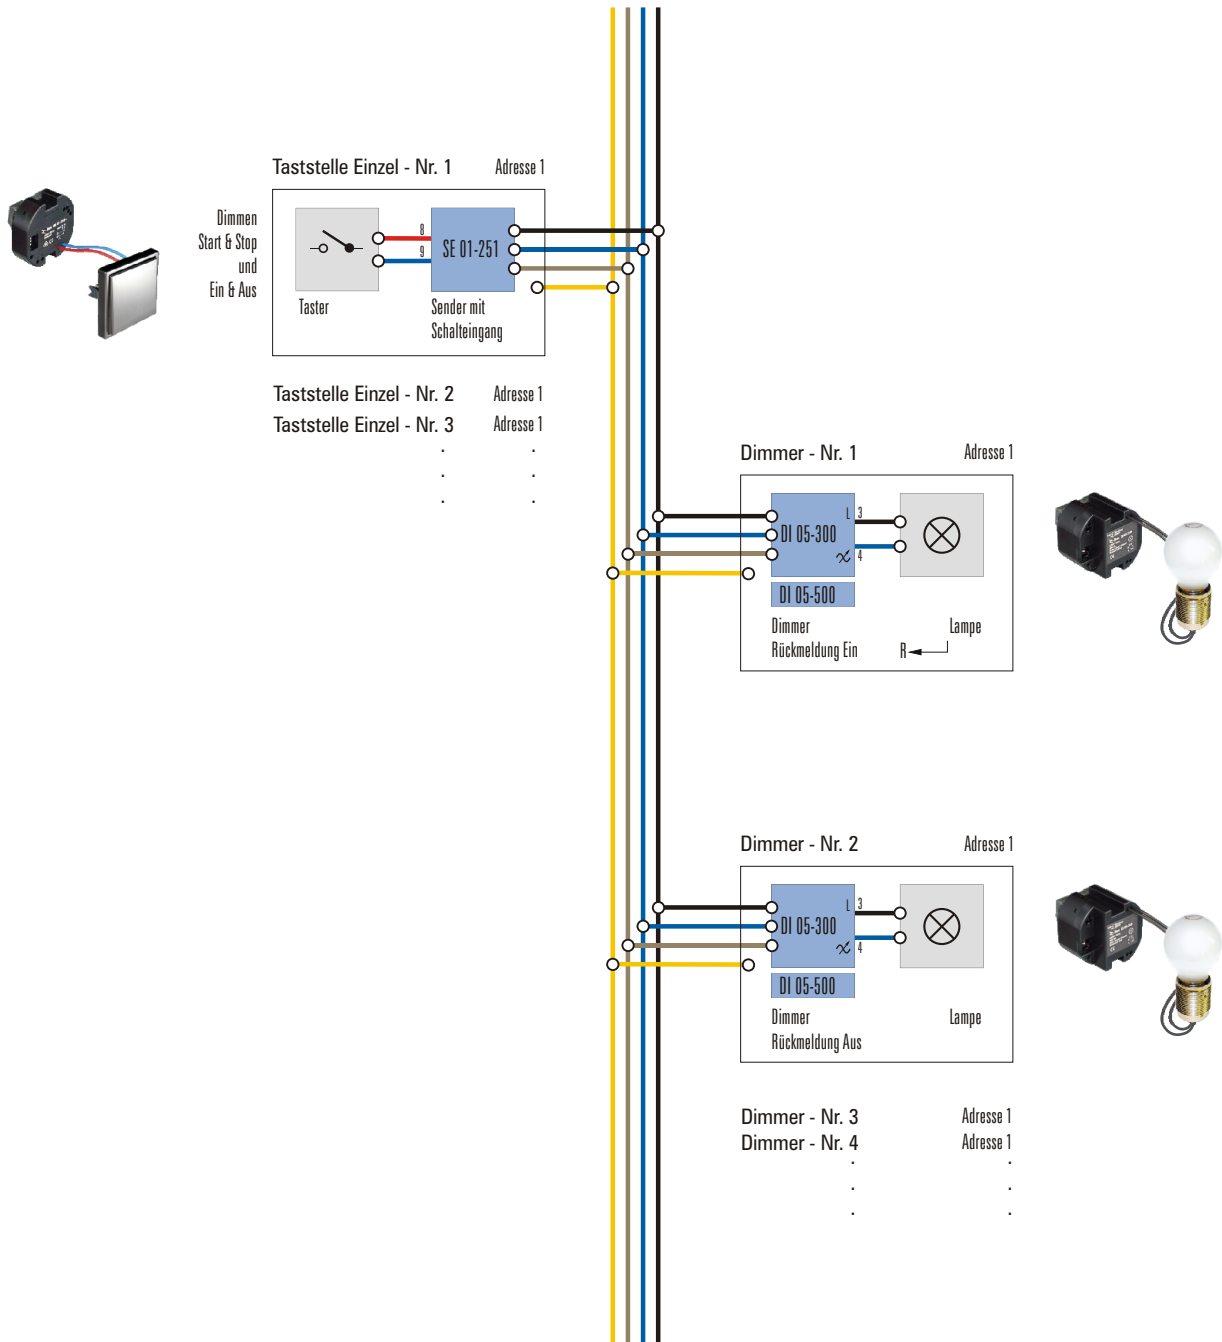 Taststelle Einzel - Nr. 1 Adresse 1
Dimmen
Start & Stop
und
Ein & Aus
8
9
SE 01-251
Taster
Sender mit
Schalteingang
Taststelle Einzel - Nr. 2 Adresse 1
Taststelle Einzel - Nr. 3 Adresse 1
. .
. .
. .
Dimmer - Nr. 1 Adresse 1
L 3
DI 05-300
4
DI 05-500
Dimmer
Rückmeldung Ein
Lampe
R
Dimmer - Nr. 2 Adresse 1
L 3
DI 05-300
4
DI 05-500
Dimmer
Rückmeldung Aus
Lampe
Dimmer - Nr. 3 Adresse 1
Dimmer - Nr. 4 Adresse 1
. .
. .
. .